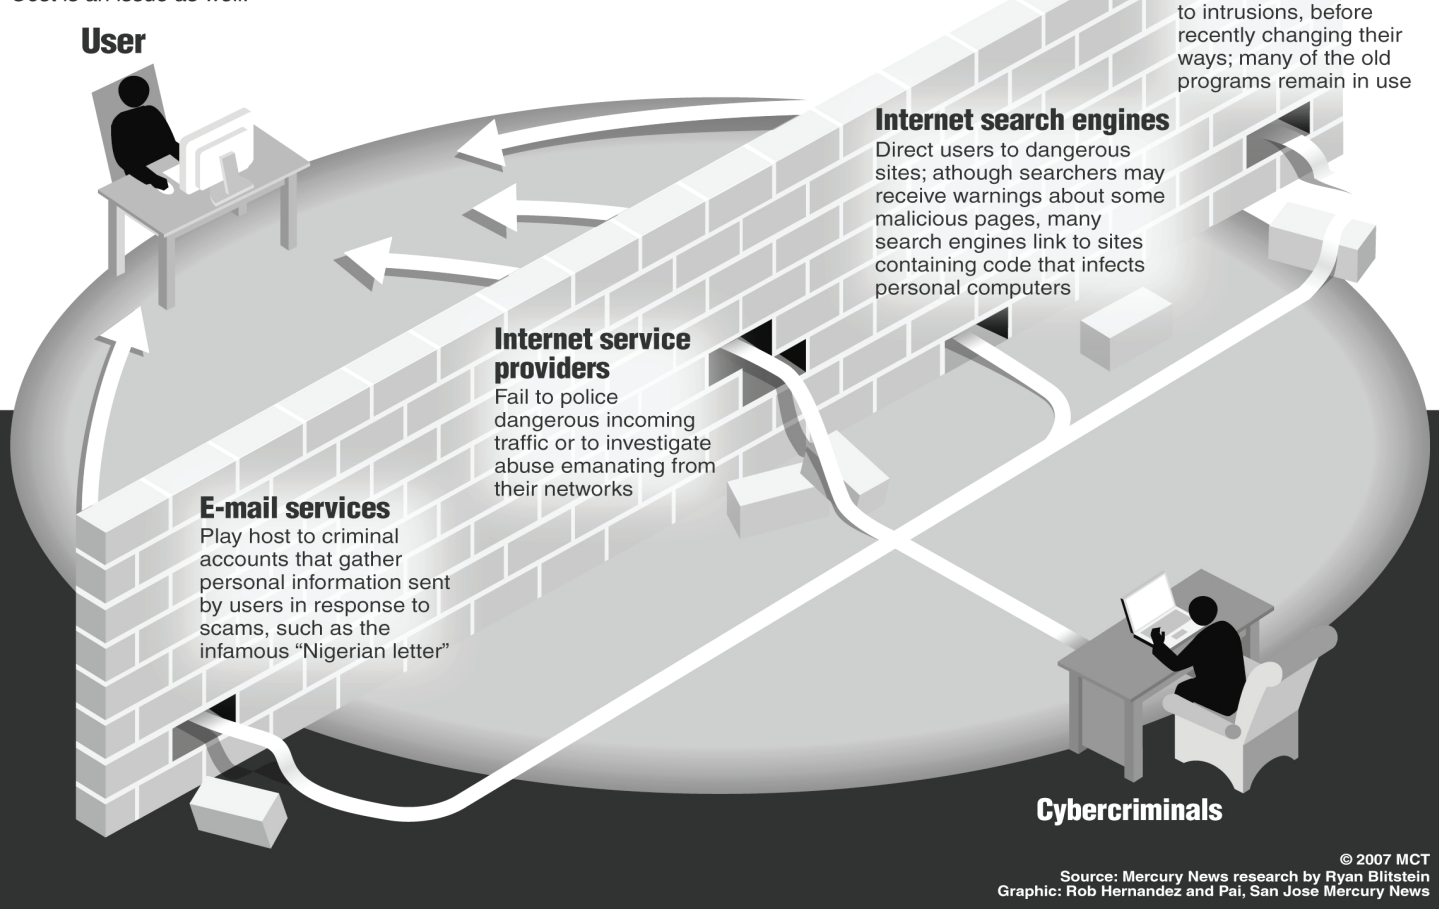 to intrusions, before
recently changing their
ways; many of the old
programs remain in use
User
Internet search engines
Direct users to dangerous
sites; athough searchers may
receive warnings about some
malicious pages, many
search engines link to sites
containing code that infects
personal computers
Internet service
providers
Fail to police
dangerous incoming
traffic or to investigate
abuse emanating from
their networks
E-mail services
Play host to criminal
accounts that gather
personal information sent
by users in response to
scams, such as the
infamous “Nigerian letter”
Cybercriminals
© 2007 MCT
Source: Mercury News research by Ryan Blitstein
Graphic: Rob Hernandez and Pai, San Jose Mercury News